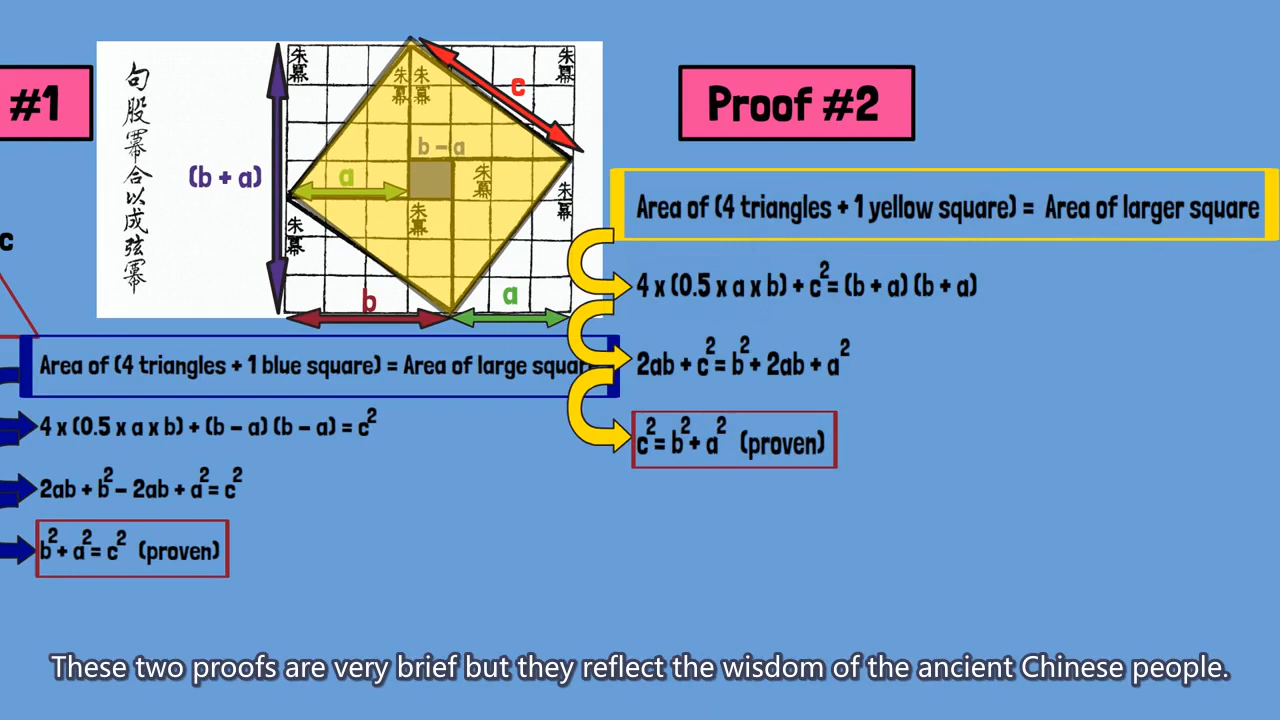 #1
句股冪合以成弦冪
朱冪
朱冪
朱冪
朱冪
c
b – a
(b + a)
a
朱冪
朱冪
朱冪
朱冪
b
a
c
Area of (4 triangles + 1 blue square) = Area of large squar
4 x (0.5 x a x b) + (b – a) (b – a) = c²
2ab + b² – 2ab + a² = c²
b² + a² = c² (proven)
Proof #2
Area of (4 triangles + 1 yellow square) = Area of larger square
4 x (0.5 x a x b) + c² = (b + a) (b + a)
2ab + c² = b² + 2ab + a²
c² = b² + a² (proven)
These two proofs are very brief but they reflect the wisdom of the ancient Chinese people.